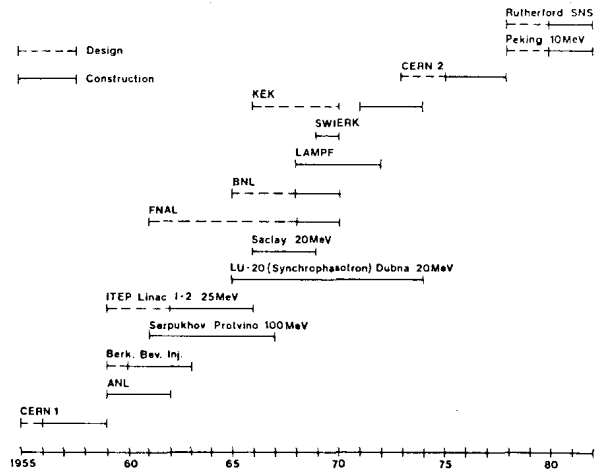 Rutherford SNS
Peking 10MeV
Design
CERN 2
Construction
KEK
SWIERK
LAMPF
BNL
FNAL
Saclay 20MeV
LU-20 (Synchrophasotron) Dubna 20MeV
ITEP Linac I-2 25MeV
Serpukhov Protvino 100MeV
Berk. Bev. Inj.
ANL
CERN 1
1955 60 65 70 75 80